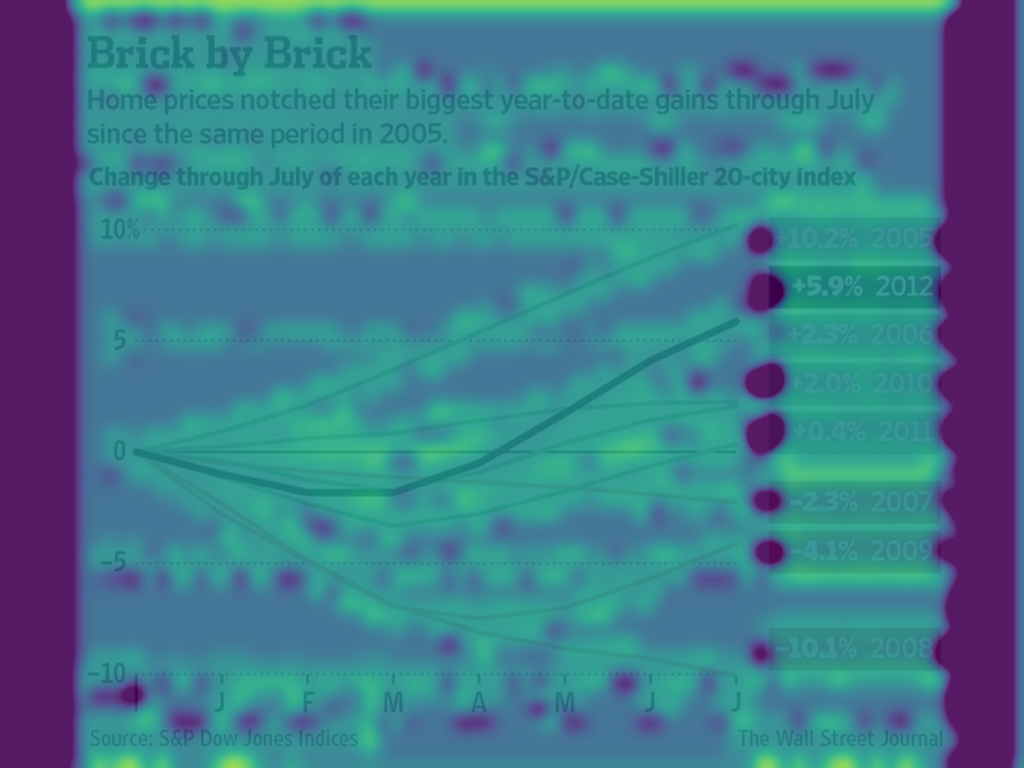 Brick by Brick
Home prices notched their biggest year-to-date gains through July
since the same period in 2005.
Change through July of each year in the S&P/Case-Shiller 20-city index
10%
5
0
–5
–10
+10.2% 2005
+5.9% 2012
+2.3% 2006
+2.0% 2010
+0.4% 2011
–2.3% 2007
–4.1% 2009
–10.1% 2008
J F M A M J J
Source: S&P Dow Jones Indices
The Wall Street Journal